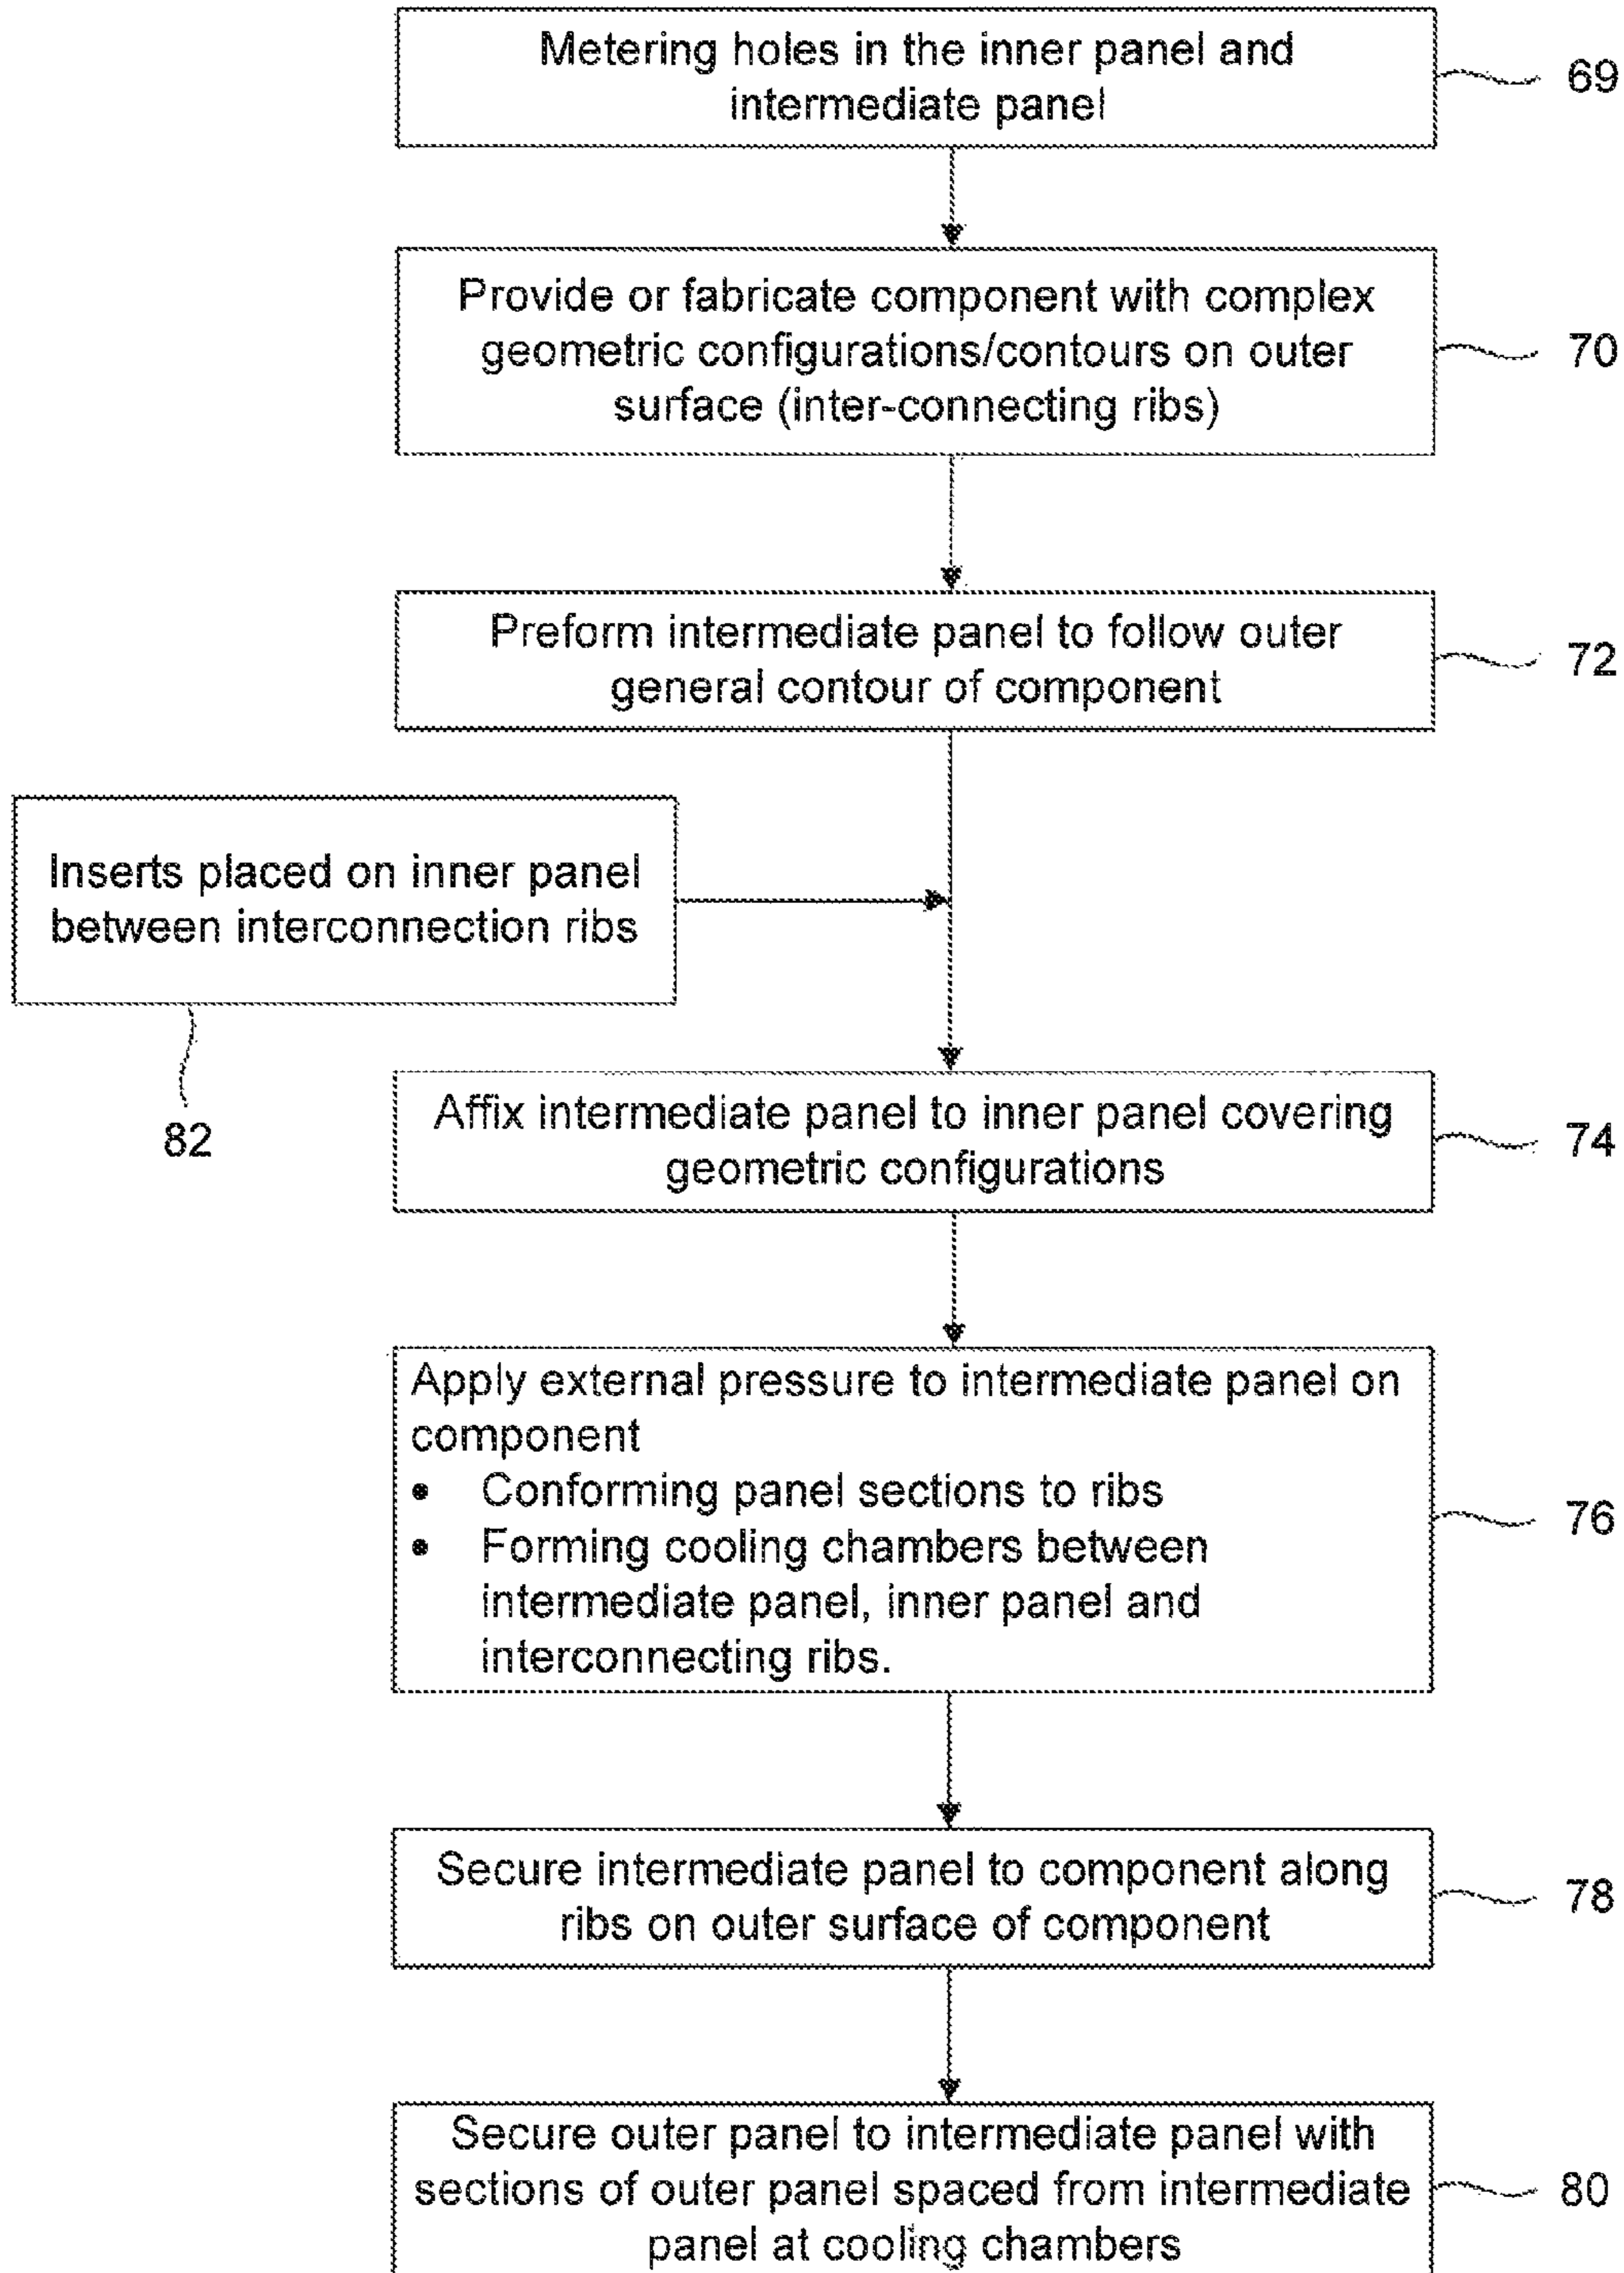 Metering holes in the inner panel and
intermediate panel
69
Provide or fabricate component with complex
geometric configurations/contours on outer
surface (inter-connecting ribs)
70
Preform intermediate panel to follow outer
general contour of component
72
Inserts placed on inner panel
between interconnection ribs
82
Affix intermediate panel to inner panel covering
geometric configurations
74
Apply external pressure to intermediate panel on
component
• Conforming panel sections to ribs
• Forming cooling chambers between
intermediate panel, inner panel and
interconnecting ribs.
76
Secure intermediate panel to component along
ribs on outer surface of component
78
Secure outer panel to intermediate panel with
sections of outer panel spaced from intermediate
panel at cooling chambers
80